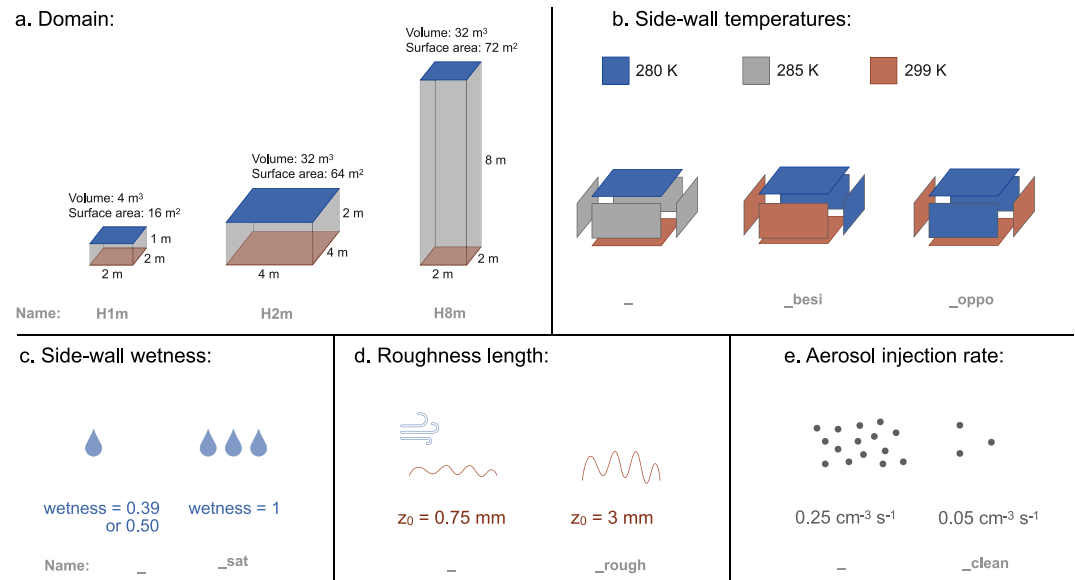 a. Domain:
Volume: 4 m³
Surface area: 16 m²
1 m
2 m
2 m
Volume: 32 m³
Surface area: 64 m²
2 m
4 m
4 m
Volume: 32 m³
Surface area: 72 m²
8 m
2 m
2 m
Name: H1m H2m H8m
b. Side-wall temperatures:
280 K 285 K 299 K
_ _besi _oppo
c. Side-wall wetness:
wetness = 0.39
or 0.50
wetness = 1
Name: _ _sat
d. Roughness length:
z₀ = 0.75 mm z₀ = 3 mm
_ _rough
e. Aerosol injection rate:
0.25 cm⁻³ s⁻¹ 0.05 cm⁻³ s⁻¹
_ _clean